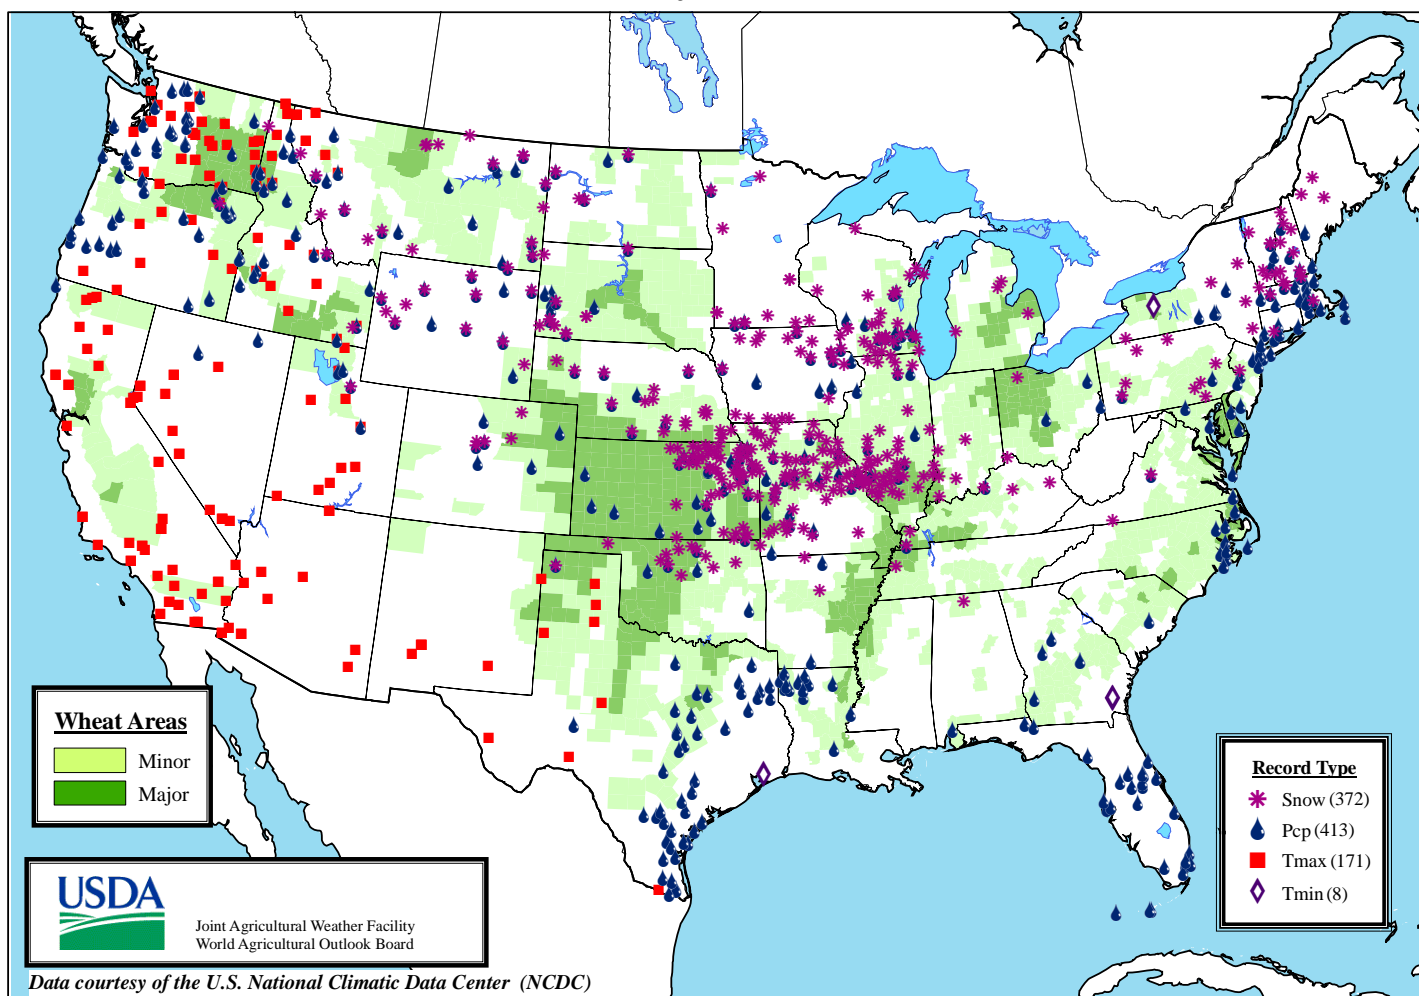 Wheat Areas
Minor
Major
Record Type
Snow (372)
Pcp (413)
Tmax (171)
Tmin (8)
USDA
Joint Agricultural Weather Facility
World Agricultural Outlook Board
Data courtesy of the U.S. National Climatic Data Center (NCDC)